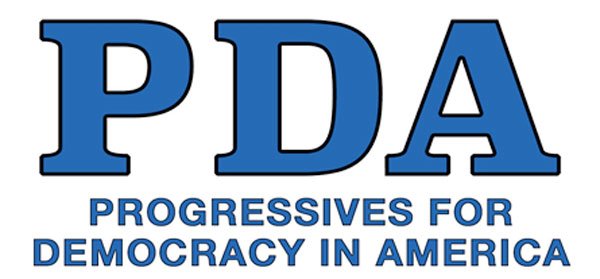 PDA
PROGRESSIVES FOR
DEMOCRACY IN AMERICA